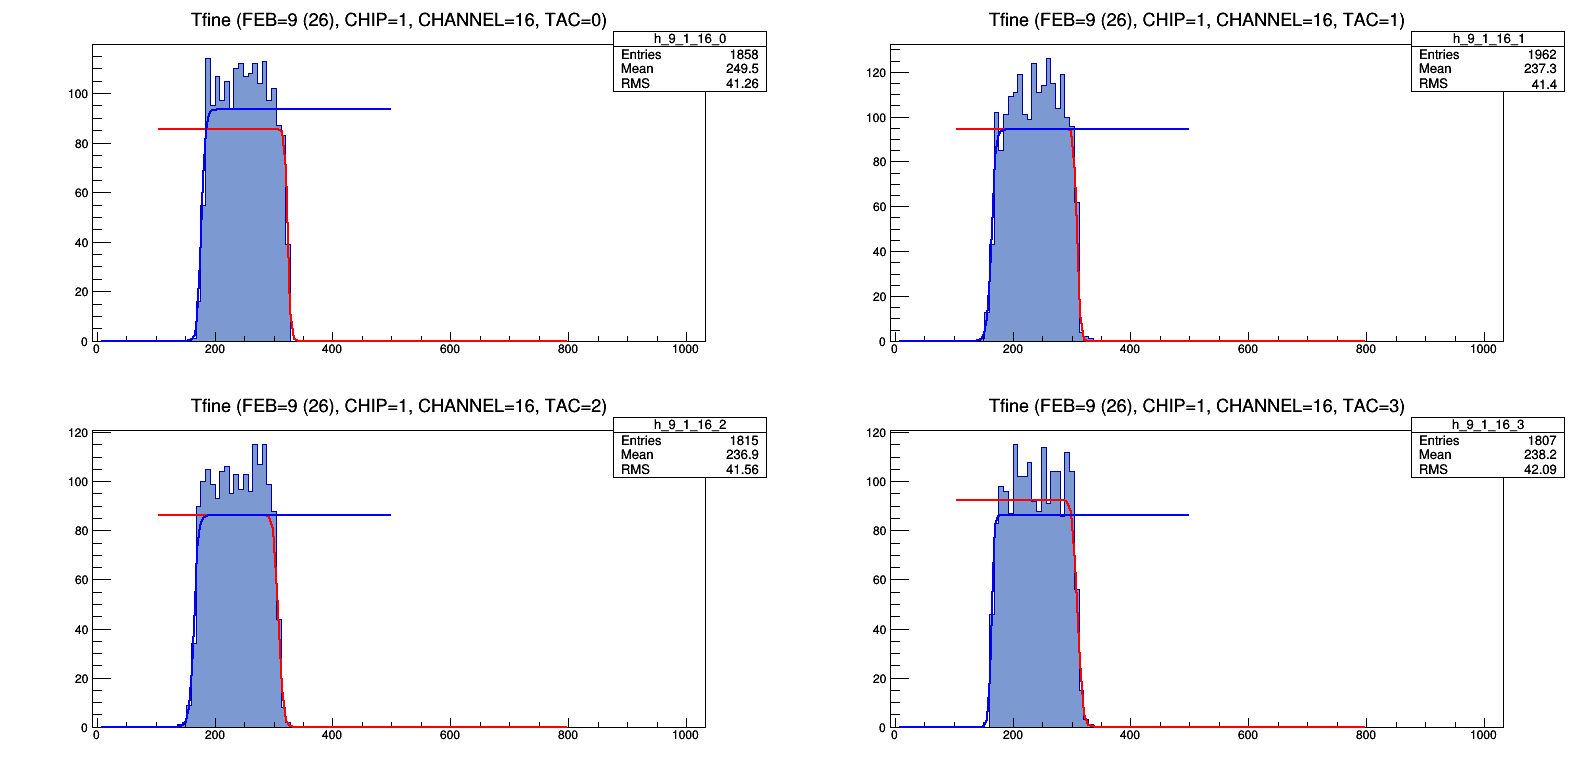 Tfine (FEB=9 (26), CHIP=1, CHANNEL=16, TAC=0)
h_9_1_16_0
Entries 1858
Mean 249.5
RMS 41.26
100
80
60
40
20
0
0 200 400 600 800 1000
Tfine (FEB=9 (26), CHIP=1, CHANNEL=16, TAC=1)
h_9_1_16_1
Entries 1962
Mean 237.3
RMS 41.4
120
100
80
60
40
20
0
0 200 400 600 800 1000
Tfine (FEB=9 (26), CHIP=1, CHANNEL=16, TAC=2)
h_9_1_16_2
Entries 1815
Mean 236.9
RMS 41.56
120
100
80
60
40
20
0
0 200 400 600 800 1000
Tfine (FEB=9 (26), CHIP=1, CHANNEL=16, TAC=3)
h_9_1_16_3
Entries 1807
Mean 238.2
RMS 42.09
120
100
80
60
40
20
0
0 200 400 600 800 1000